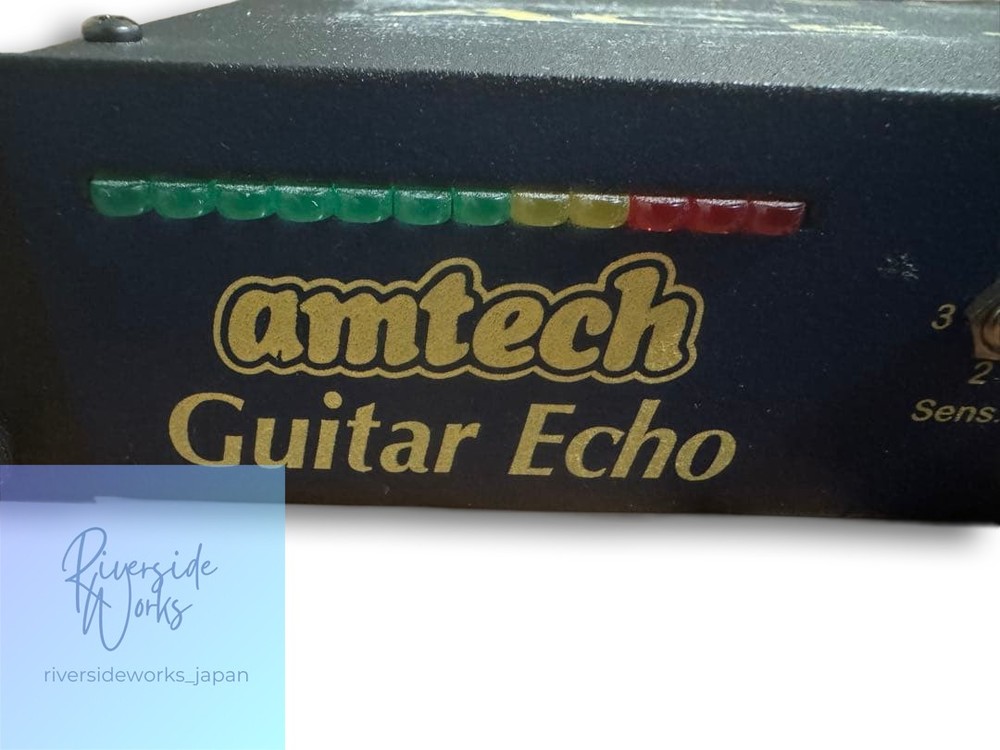 amtech
Guitar Echo
3
2
Sens.
Riverside
Works
riversideworks_japan